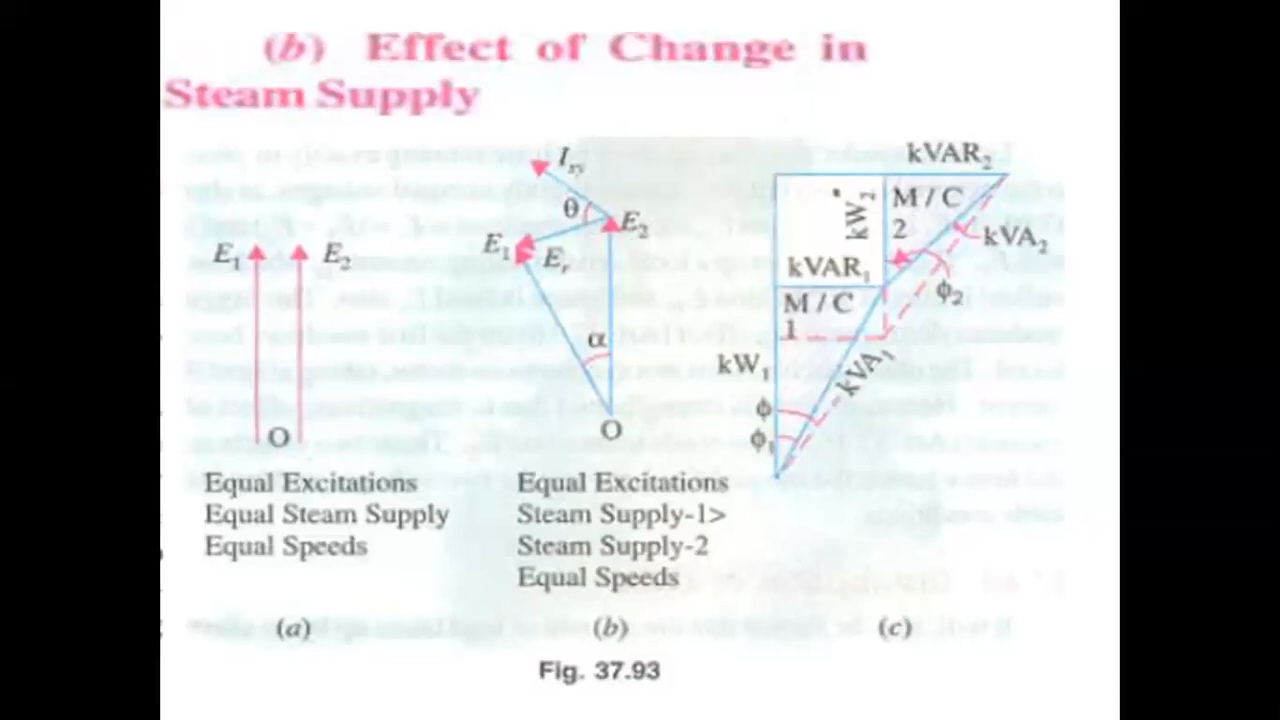 (b) Effect of Change in
Steam Supply
E1 E2
O
Equal Excitations
Equal Steam Supply
Equal Speeds
(a)
Isy
θ
E2
E1
Er
α
O
Equal Excitations
Steam Supply-1>
Steam Supply-2
Equal Speeds
(b)
kVAR2
kW2
M / C
2
kVA2
kVAR1
ϕ2
M / C
1
kW1
kVA1
ϕ
ϕ1
(c)
Fig. 37.93